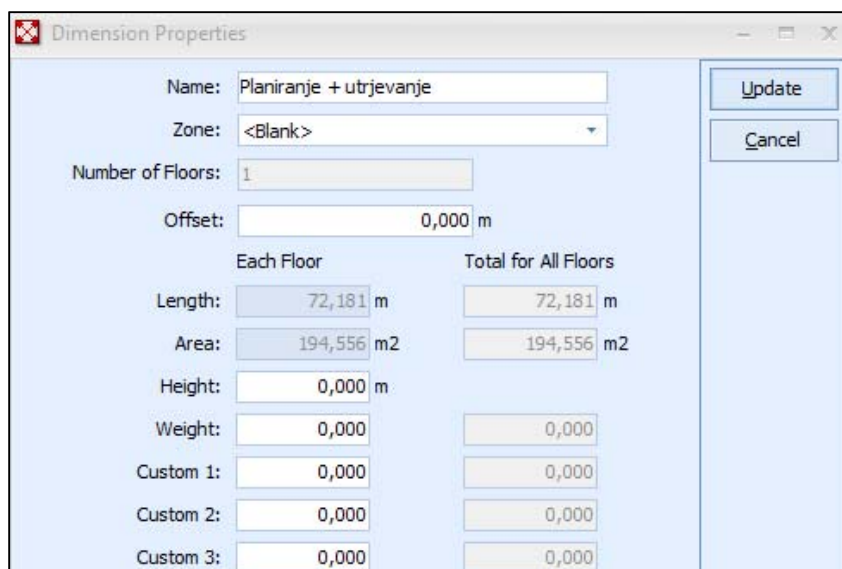 Dimension Properties
Name: Planiranje + utrjevanje
Update
Zone: <Blank>
Cancel
Number of Floors: 1
Offset: 0,000 m
Each Floor Total for All Floors
Length: 72,181 m 72,181 m
Area: 194,556 m2 194,556 m2
Height: 0,000 m
Weight: 0,000 0,000
Custom 1: 0,000 0,000
Custom 2: 0,000 0,000
Custom 3: 0,000 0,000